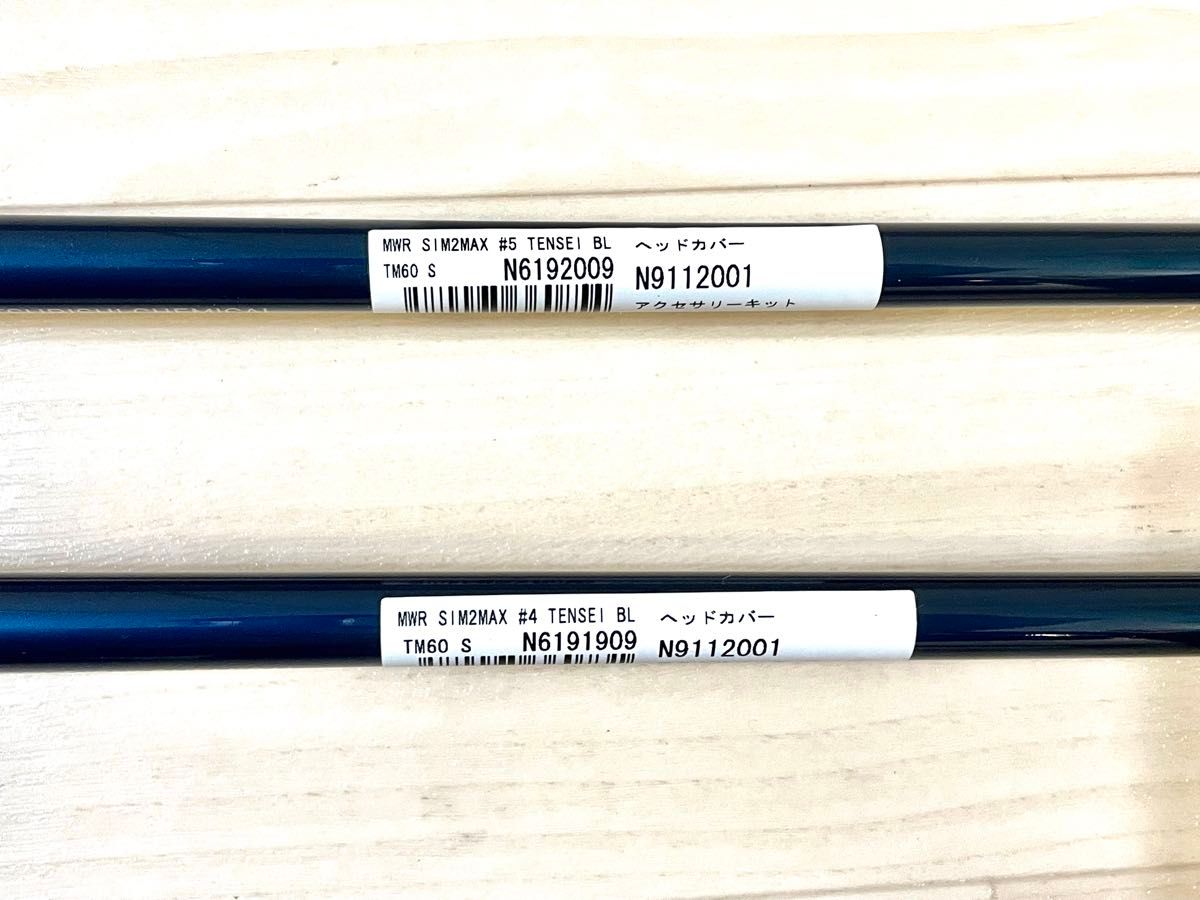 MWR SIM2MAX #5 TENSEI BL
TM60 S N6192009
ヘッドカバー
N9112001
アクセサリーキット
CHEMICAL
MWR SIM2MAX #4 TENSEI BL
TM60 S N6191909
ヘッドカバー
N9112001